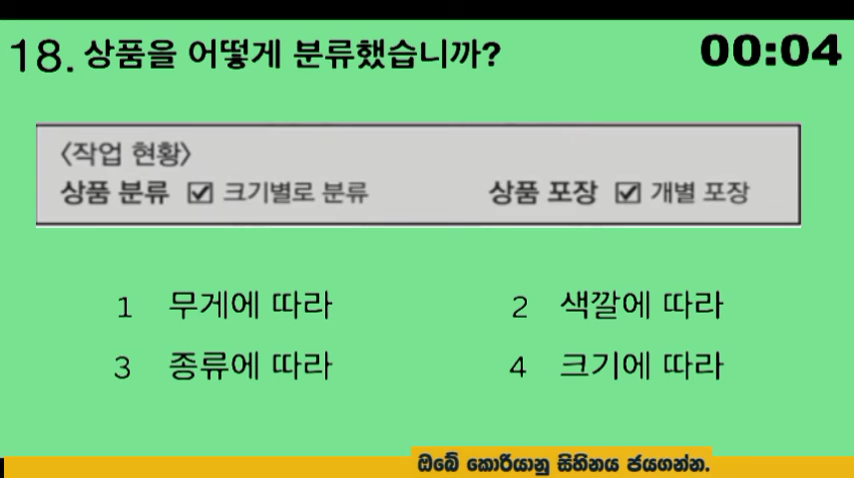 18. 상품을 어떻게 분류했습니까?
00:04
<작업 현황>
상품 분류 ☑ 크기별로 분류 상품 포장 ☑ 개별 포장
1 무게에 따라 2 색깔에 따라
3 종류에 따라 4 크기에 따라
ඔබේ කොරියානු සිහිනය ජයගන්න.